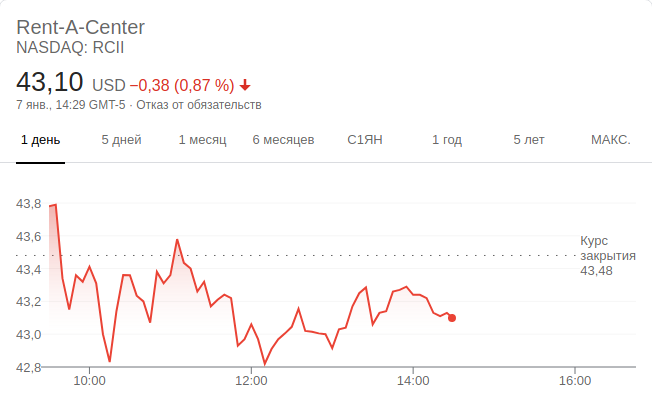 Rent-A-Center
NASDAQ: RCII
43,10 USD −0,38 (0,87 %)
7 янв., 14:29 GMT-5 · Отказ от обязательств
1 день 5 дней 1 месяц 6 месяцев С1ЯН 1 год 5 лет МАКС.
43,8
43,6
43,4
43,2
43,0
42,8
Курс
закрытия
43,48
10:00 12:00 14:00 16:00